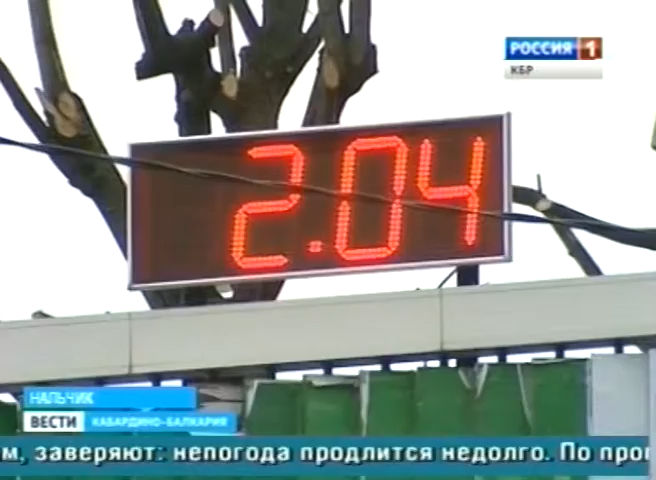 РОССИЯ 1
КБР
2.04
НАЛЬЧИК
ВЕСТИ КАБАРДИНО-БАЛКАРИЯ
м, заверяют: непогода продлится недолго. По про